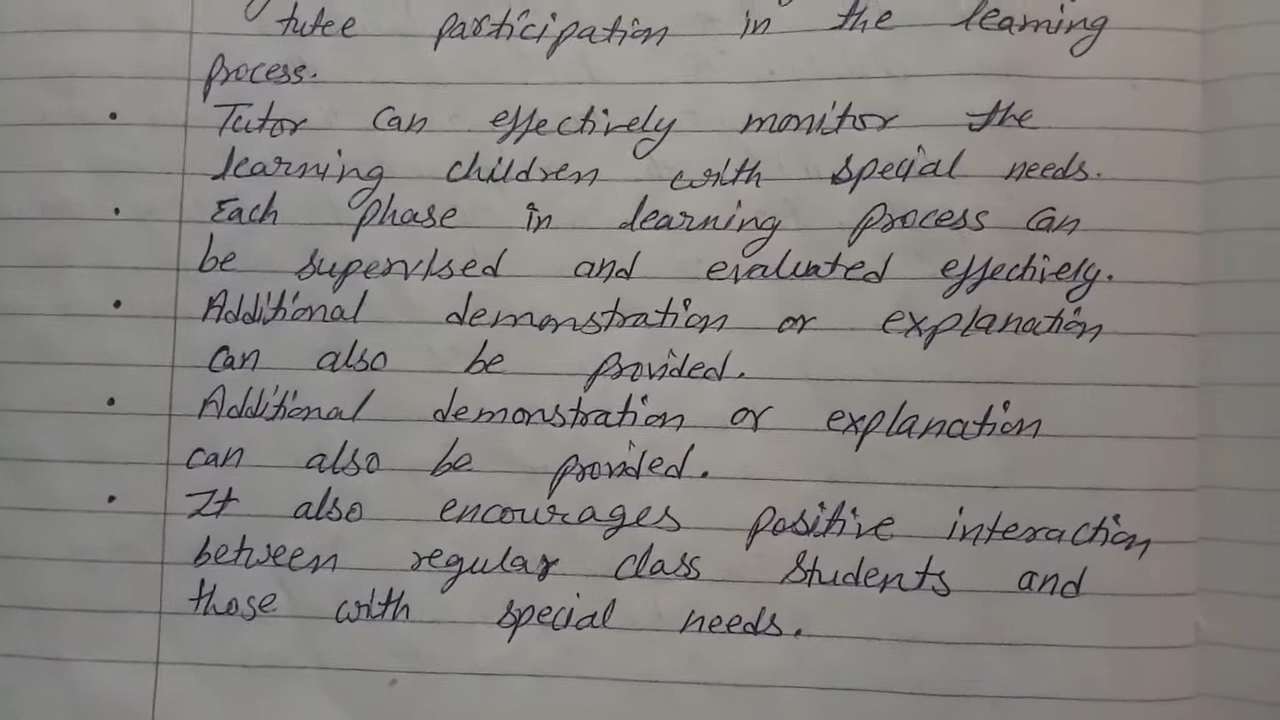 tutee participation in the learning
process.
• Tutor can effectively monitor the
learning children with special needs.
• Each phase in learning process can
be supervised and evaluated effectively.
• Additional demonstration or explanation
can also be provided.
• Additional demonstration or explanation
can also be provided.
• It also encourages positive interaction
between regular class students and
those with special needs.